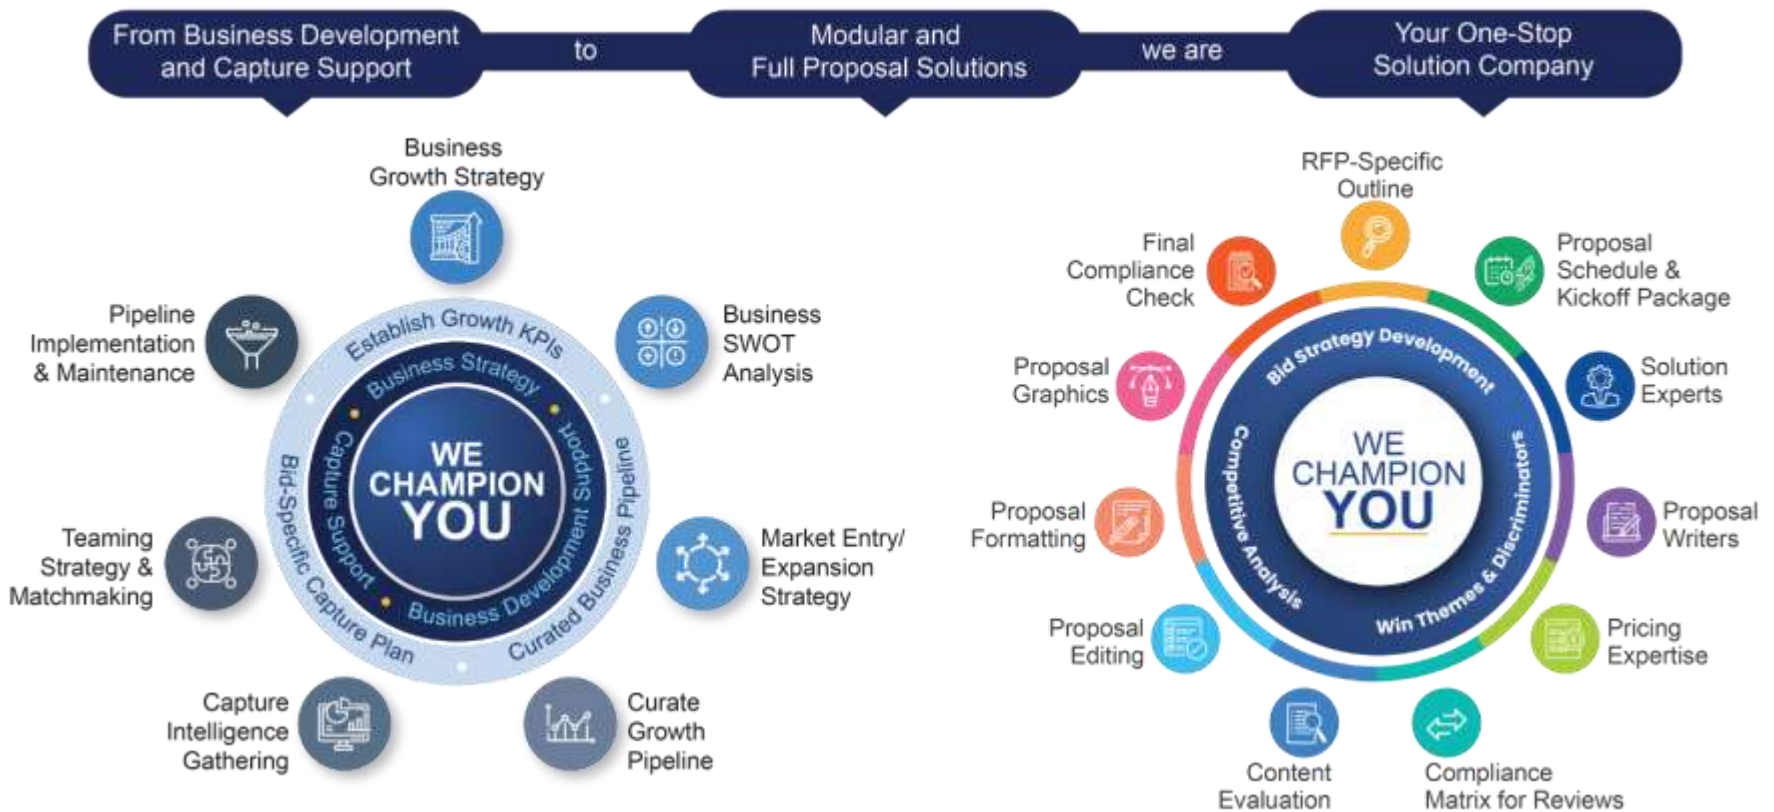 From Business Development
and Capture Support
to
Modular and
Full Proposal Solutions
we are
Your One-Stop
Solution Company
Business
Growth Strategy
Business
SWOT
Analysis
Market Entry/
Expansion
Strategy
Curate
Growth
Pipeline
Capture
Intelligence
Gathering
Teaming
Strategy &
Matchmaking
Pipeline
Implementation
& Maintenance
Establish Growth KPIs
Curated Business Pipeline
Bid-Specific Capture Plan
Business Strategy
Business Development Support
Capture Support
WE
CHAMPION
YOU
RFP-Specific
Outline
Proposal
Schedule &
Kickoff Package
Solution
Experts
Proposal
Writers
Pricing
Expertise
Compliance
Matrix for Reviews
Content
Evaluation
Proposal
Editing
Proposal
Formatting
Proposal
Graphics
Final
Compliance
Check
Bid Strategy Development
Win Themes & Discriminators
Competitive Analysis
WE
CHAMPION
YOU